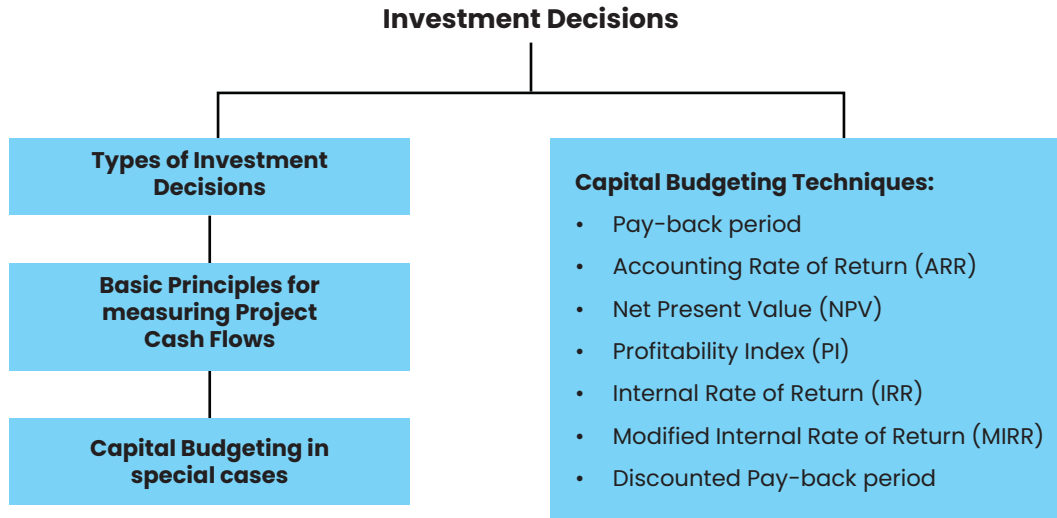 Investment Decisions
Types of Investment
Decisions
Basic Principles for
measuring Project
Cash Flows
Capital Budgeting in
special cases
Capital Budgeting Techniques:
• Pay-back period
• Accounting Rate of Return (ARR)
• Net Present Value (NPV)
• Profitability Index (PI)
• Internal Rate of Return (IRR)
• Modified Internal Rate of Return (MIRR)
• Discounted Pay-back period